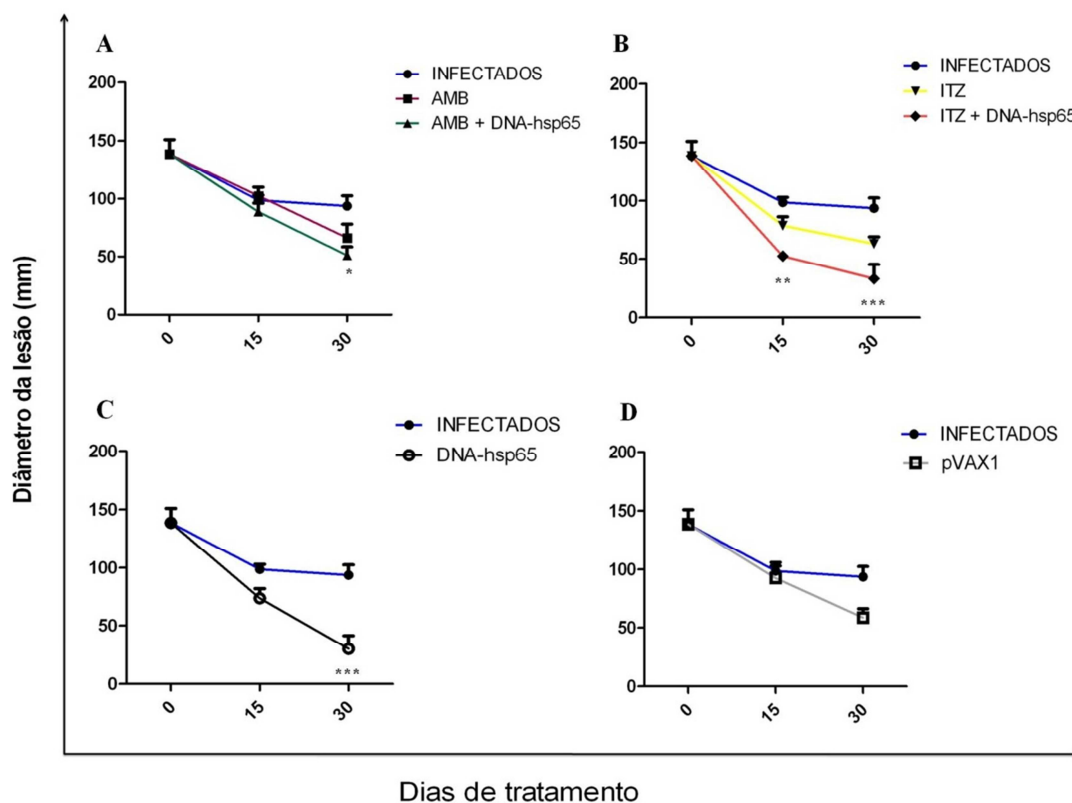 Diâmetro da lesão (mm)
A
INFECTADOS
AMB
AMB + DNA-hsp65
200
150
100
50
0
*
0
15
30
B
INFECTADOS
ITZ
ITZ + DNA-hsp65
200
150
100
50
0
**
***
0
15
30
C
INFECTADOS
DNA-hsp65
200
150
100
50
0
***
0
15
30
D
INFECTADOS
pVAX1
200
150
100
50
0
0
15
30
Dias de tratamento